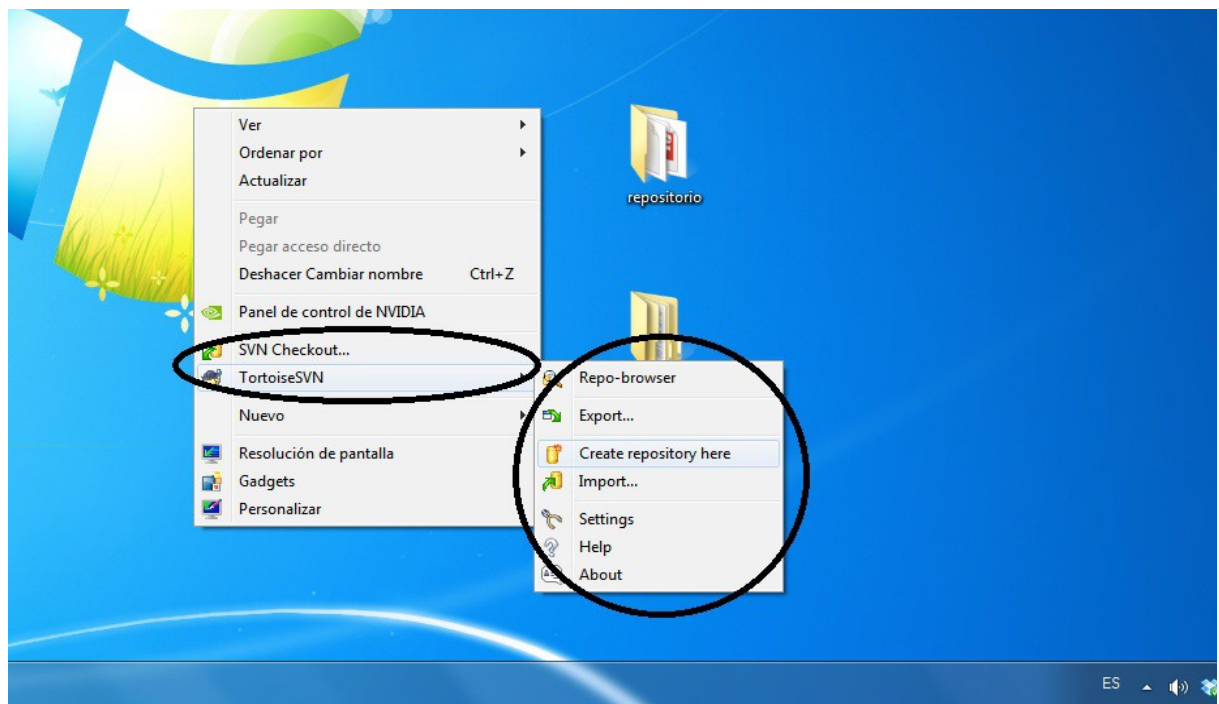 Ver
Ordenar por
Actualizar
Pegar
Pegar acceso directo
Deshacer Cambiar nombre Ctrl+Z
Panel de control de NVIDIA
SVN Checkout...
TortoiseSVN
Nuevo
Resolución de pantalla
Gadgets
Personalizar
repositorio
Repo-browser
Export...
Create repository here
Import...
Settings
Help
About
ES